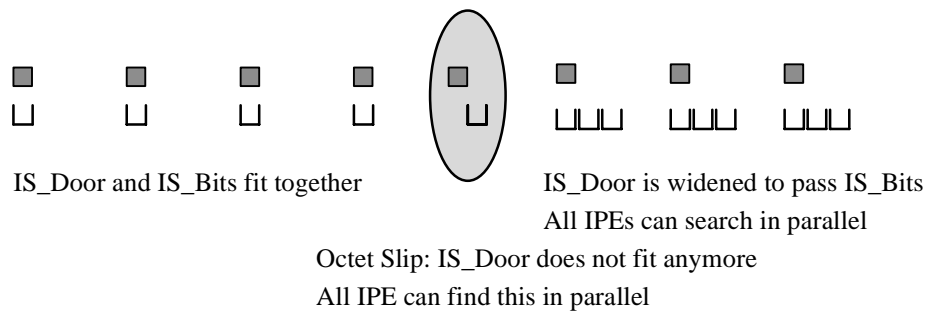 IS_Door and IS_Bits fit together
IS_Door is widened to pass IS_Bits
All IPEs can search in parallel
Octet Slip: IS_Door does not fit anymore
All IPE can find this in parallel